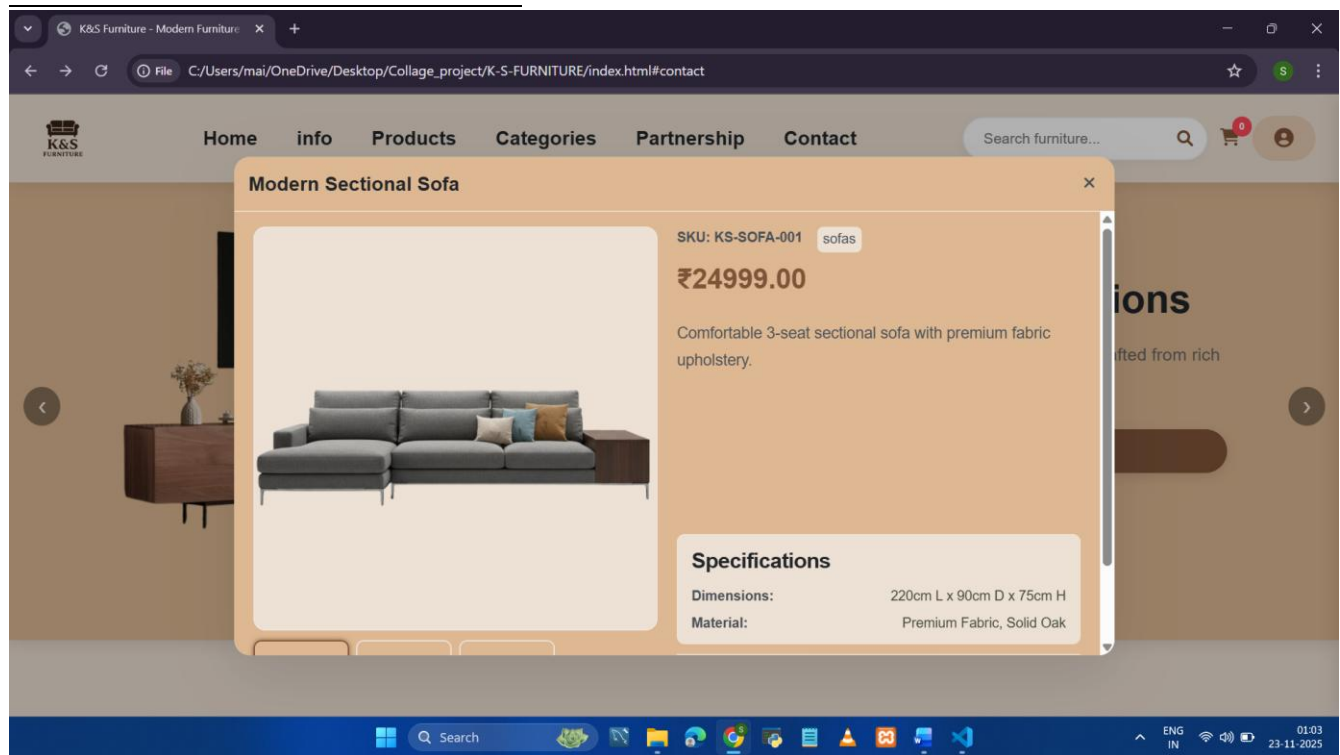 K&S Furniture - Modern Furniture
File C:/Users/mai/OneDrive/Desktop/Collage_project/K-S-FURNITURE/index.html#contact
S
K&S
FURNITURE
Home info Products Categories Partnership Contact
Search furniture...
0
Modern Sectional Sofa
SKU: KS-SOFA-001 sofas
₹24999.00
Comfortable 3-seat sectional sofa with premium fabric
upholstery.
Specifications
Dimensions: 220cm L x 90cm D x 75cm H
Material: Premium Fabric, Solid Oak
ions
fted from rich
Search
ENG
IN
01:03
23-11-2025